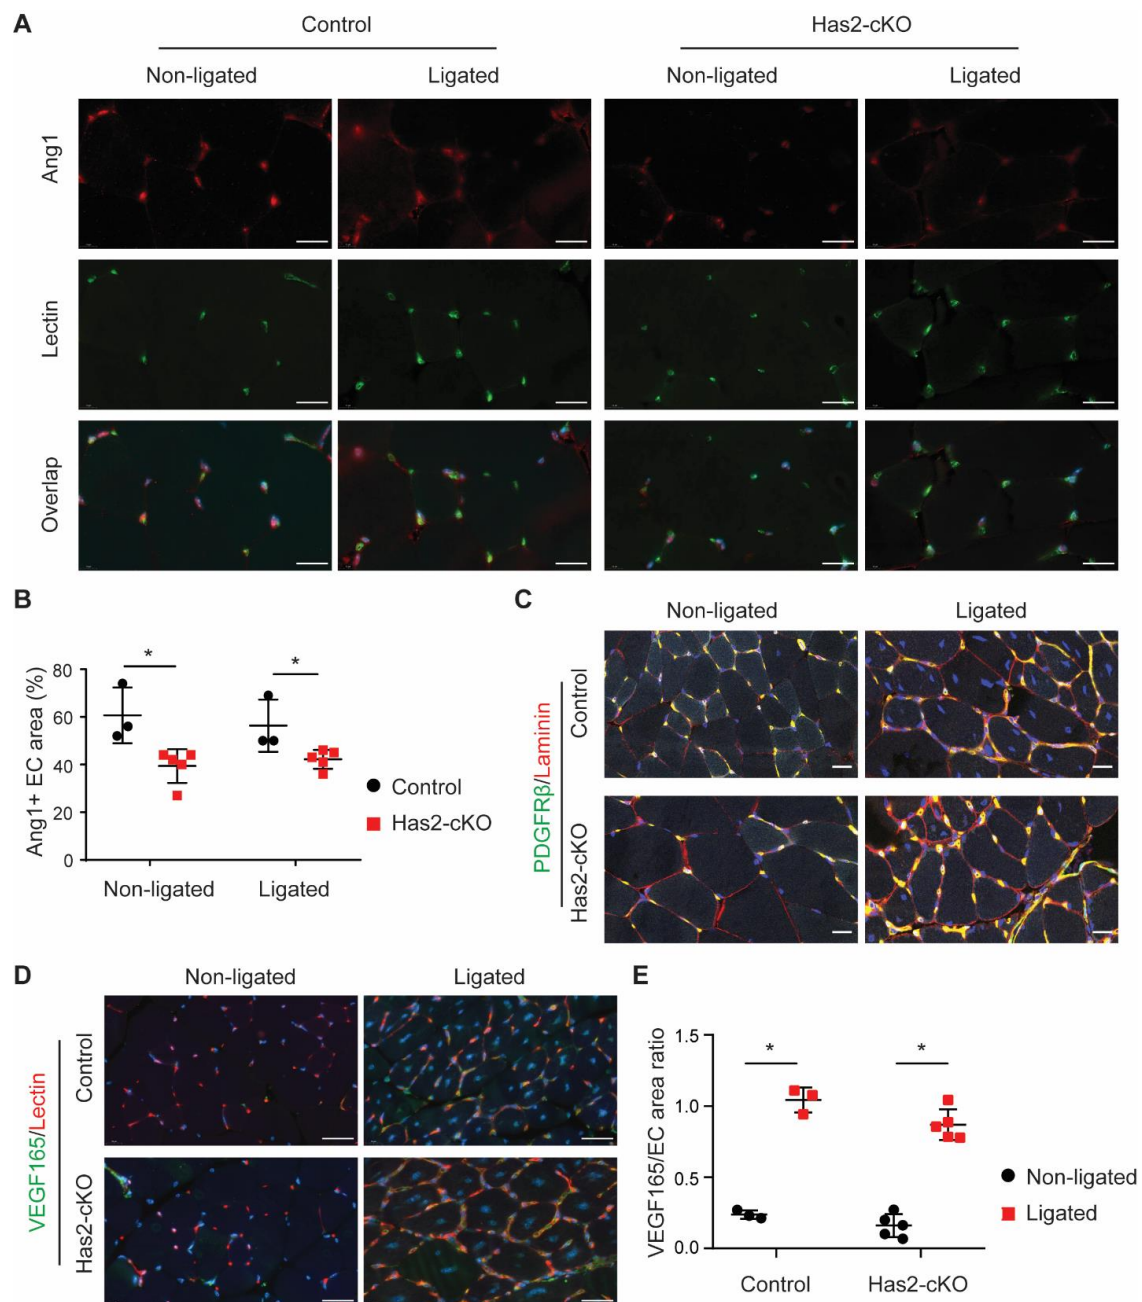 A
Control
Has2-cKO
Non-ligated
Ligated
Non-ligated
Ligated
Ang1
Lectin
Overlap
B
Ang1+ EC area (%)
80
60
40
20
0
*
*
Control
Has2-cKO
Non-ligated
Ligated
C
Non-ligated
Ligated
PDGFRβ/Laminin
Control
Has2-cKO
D
Non-ligated
Ligated
VEGF165/Lectin
Control
Has2-cKO
E
VEGF165/EC area ratio
1.5
1.0
0.5
0.0
*
*
Non-ligated
Ligated
Control
Has2-cKO